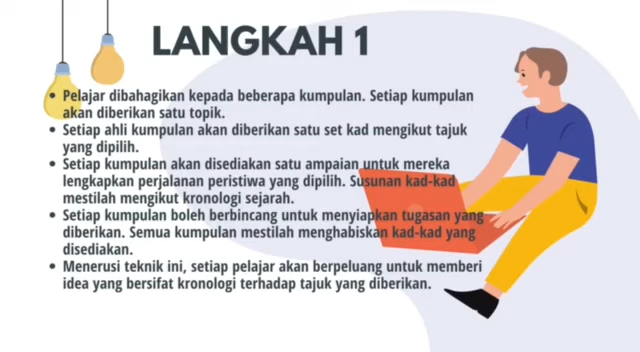 LANGKAH 1
• Pelajar dibahagikan kepada beberapa kumpulan. Setiap kumpulan
akan diberikan satu topik.
• Setiap ahli kumpulan akan diberikan satu set kad mengikut tajuk
yang dipilih.
• Setiap kumpulan akan disediakan satu ampaian untuk mereka
lengkapkan perjalanan peristiwa yang dipilih. Susunan kad-kad
mestilah mengikut kronologi sejarah.
• Setiap kumpulan boleh berbincang untuk menyiapkan tugasan yang
diberikan. Semua kumpulan mestilah menghabiskan kad-kad yang
disediakan.
• Menerusi teknik ini, setiap pelajar akan berpeluang untuk memberi
idea yang bersifat kronologi terhadap tajuk yang diberikan.